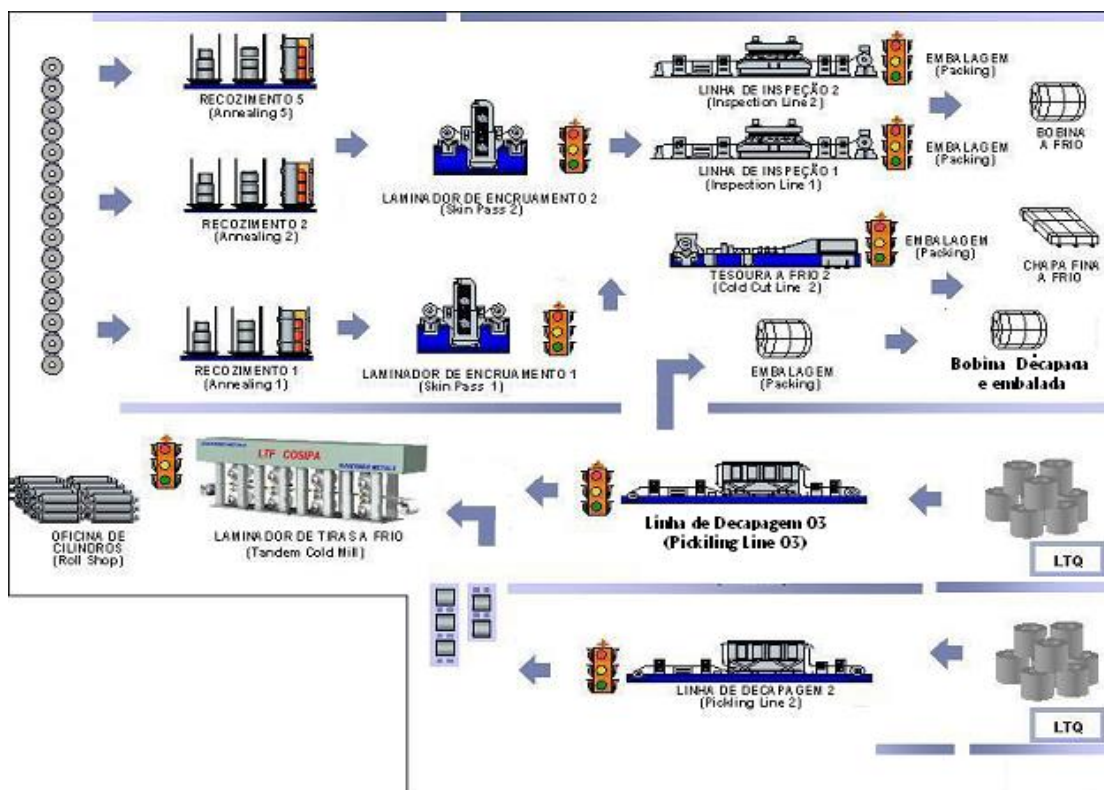 RECOZIMENTO 5
(Annealing 5)
LINHA DE INSPEÇÃO 2
(Inspection Line 2)
EMBALAGEM
(Packing)
BOBINA
A FRIO
LAMINADOR DE ENCRUAMENTO 2
(Skin Pass 2)
LINHA DE INSPEÇÃO 1
(Inspection Line 1)
EMBALAGEM
(Packing)
RECOZIMENTO 2
(Annealing 2)
TESOURA A FRIO 2
(Cold Cut Line 2)
EMBALAGEM
(Packing)
CHAPA FINA
A FRIO
RECOZIMENTO 1
(Annealing 1)
LAMINADOR DE ENCRUAMENTO 1
(Skin Pass 1)
EMBALAGEM
(Packing)
Bobina Décapada
e embalada
LTF COSIPA
OFICINA DE
CILINDROS
(Roll Shop)
LAMINADOR DE TIRAS A FRIO
(Tandem Cold Mill)
Linha de Decapagem 03
(Pickiling Line 03)
LTQ
LINHA DE DECAPAGEM 2
(Pickling Line 2)
LTQ